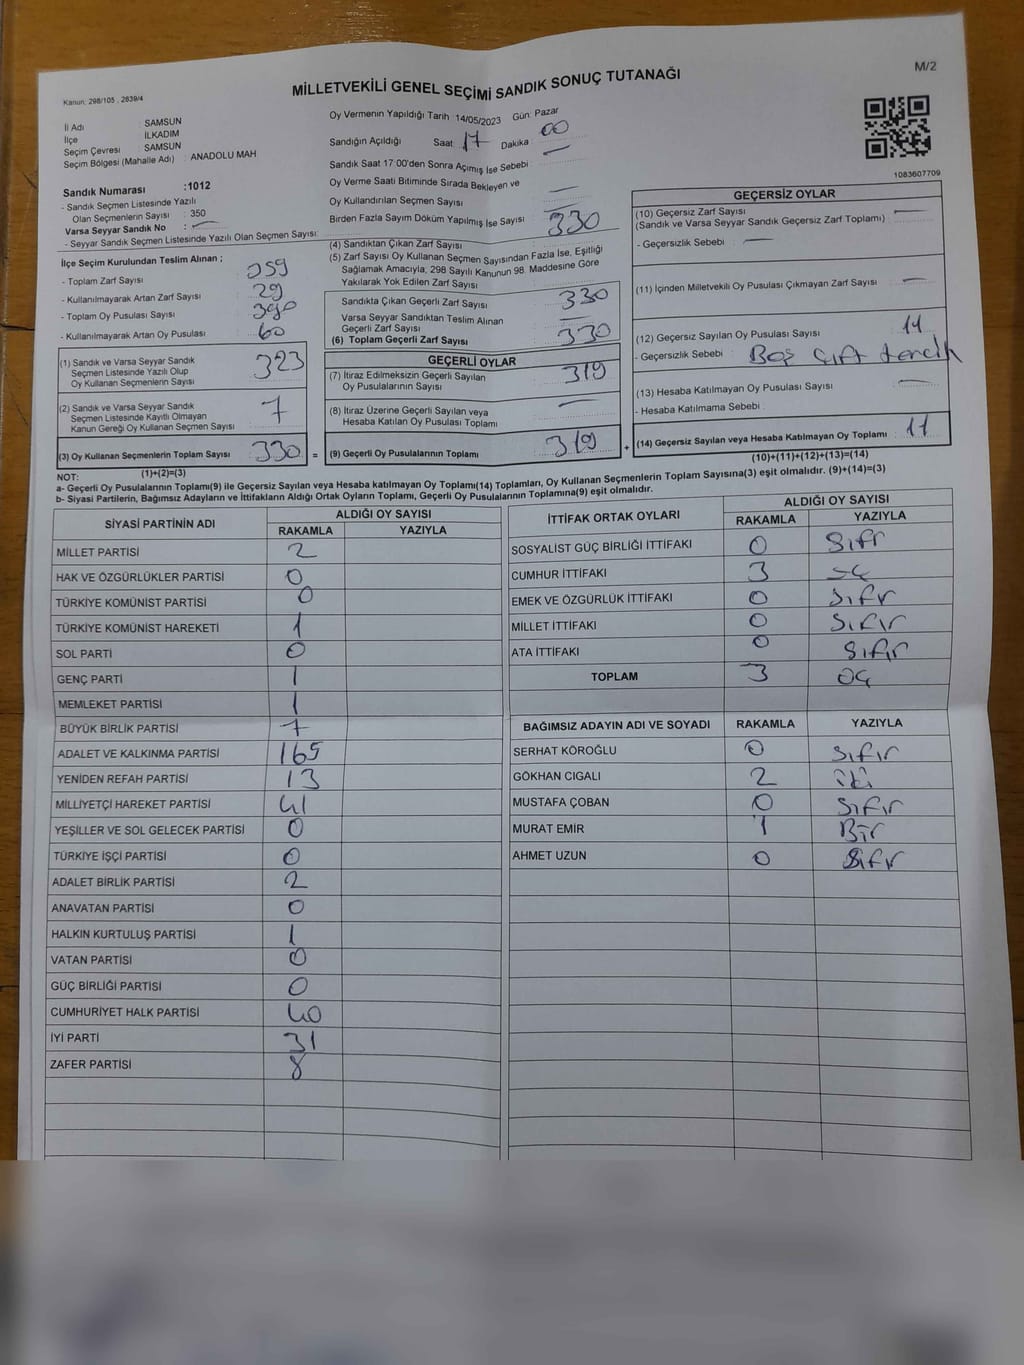 M/2
MİLLETVEKİLİ GENEL SEÇİMİ SANDIK SONUÇ TUTANAĞI
Kanun: 298/105 , 2839/4
İl Adı SAMSUN
İlçe İLKADIM
Seçim Çevresi SAMSUN
Seçim Bölgesi (Mahalle Adı) : ANADOLU MAH
Oy Vermenin Yapıldığı Tarih 14/05/2023 Gün: Pazar
Sandığın Açıldığı Saat 17 Dakika 00
Sandık Saat 17:00'den Sonra Açımış İse Sebebi —
Oy Verme Saati Bitiminde Sırada Bekleyen ve
Oy Kullandırılan Seçmen Sayısı —
Birden Fazla Sayım Döküm Yapılmış İse Sayısı —
1083607709
Sandık Numarası :1012
- Sandık Seçmen Listesinde Yazılı
Olan Seçmenlerin Sayısı : 350
Varsa Seyyar Sandık No : —
- Seyyar Sandık Seçmen Listesinde Yazılı Olan Seçmen Sayısı:
İlçe Seçim Kurulundan Teslim Alınan ;
- Toplam Zarf Sayısı 359
- Kullanılmayarak Artan Zarf Sayısı 29
- Toplam Oy Pusulası Sayısı 390
- Kullanılmayarak Artan Oy Pusulası 60
(1) Sandık ve Varsa Seyyar Sandık
Seçmen Listesinde Yazılı Olup
Oy Kullanan Seçmenlerin Sayısı 323
(2) Sandık ve Varsa Seyyar Sandık
Seçmen Listesinde Kayıtlı Olmayan
Kanun Gereği Oy Kullanan Seçmen Sayısı 7
(3) Oy Kullanan Seçmenlerin Toplam Sayısı 330 =
(1)+(2)=(3)
(4) Sandıktan Çıkan Zarf Sayısı 330
(5) Zarf Sayısı Oy Kullanan Seçmen Sayısından Fazla İse, Eşitliği
Sağlamak Amacıyla, 298 Sayılı Kanunun 98. Maddesine Göre
Yakılarak Yok Edilen Zarf Sayısı
Sandıkta Çıkan Geçerli Zarf Sayısı 330
Varsa Seyyar Sandıktan Teslim Alınan
Geçerli Zarf Sayısı —
(6) Toplam Geçerli Zarf Sayısı 330
GEÇERLİ OYLAR
(7) İtiraz Edilmeksizin Geçerli Sayılan
Oy Pusulalarının Sayısı 319
(8) İtiraz Üzerine Geçerli Sayılan veya
Hesaba Katılan Oy Pusulası Toplamı —
(9) Geçerli Oy Pusulalarının Toplamı 319 +
GEÇERSİZ OYLAR
(10) Geçersiz Zarf Sayısı —
(Sandık ve Varsa Seyyar Sandık Geçersiz Zarf Toplamı)
- Geçersizlik Sebebi : —
(11) İçinden Milletvekili Oy Pusulası Çıkmayan Zarf Sayısı —
(12) Geçersiz Sayılan Oy Pusulası Sayısı 11
- Geçersizlik Sebebi : Boş Çift tercih
(13) Hesaba Katılmayan Oy Pusulası Sayısı —
- Hesaba Katılmama Sebebi :
(14) Geçersiz Sayılan veya Hesaba Katılmayan Oy Toplamı 11
(10)+(11)+(12)+(13)=(14)
NOT:
a- Geçerli Oy Pusulalarının Toplamı(9) ile Geçersiz Sayılan veya Hesaba katılmayan Oy Toplamı(14) Toplamları, Oy Kullanan Seçmenlerin Toplam Sayısına(3) eşit olmalıdır. (9)+(14)=(3)
b- Siyasi Partilerin, Bağımsız Adayların ve İttifakların Aldığı Ortak Oyların Toplamı, Geçerli Oy Pusulalarının Toplamına(9) eşit olmalıdır.
SİYASİ PARTİNİN ADI ALDIĞI OY SAYISI
RAKAMLA YAZIYLA
MİLLET PARTİSİ 2
HAK VE ÖZGÜRLÜKLER PARTİSİ 0
TÜRKİYE KOMÜNİST PARTİSİ 0
TÜRKİYE KOMÜNİST HAREKETİ 1
SOL PARTİ 0
GENÇ PARTİ 1
MEMLEKET PARTİSİ 1
BÜYÜK BİRLİK PARTİSİ 7
ADALET VE KALKINMA PARTİSİ 165
YENİDEN REFAH PARTİSİ 13
MİLLİYETÇİ HAREKET PARTİSİ 41
YEŞİLLER VE SOL GELECEK PARTİSİ 0
TÜRKİYE İŞÇİ PARTİSİ 0
ADALET BİRLİK PARTİSİ 2
ANAVATAN PARTİSİ 0
HALKIN KURTULUŞ PARTİSİ 1
VATAN PARTİSİ 0
GÜÇ BİRLİĞİ PARTİSİ 0
CUMHURİYET HALK PARTİSİ 40
İYİ PARTİ 31
ZAFER PARTİSİ 8
İTTİFAK ORTAK OYLARI ALDIĞI OY SAYISI
RAKAMLA YAZIYLA
SOSYALİST GÜÇ BİRLİĞİ İTTİFAKI 0 Sıfır
CUMHUR İTTİFAKI 3 üç
EMEK VE ÖZGÜRLÜK İTTİFAKI 0 Sıfır
MİLLET İTTİFAKI 0 Sıfır
ATA İTTİFAKI 0 Sıfır
TOPLAM 3 üç
BAĞIMSIZ ADAYIN ADI VE SOYADI RAKAMLA YAZIYLA
SERHAT KÖROĞLU 0 Sıfır
GÖKHAN CIGALI 2 iki
MUSTAFA ÇOBAN 0 Sıfır
MURAT EMİR 1 Bir
AHMET UZUN 0 Sıfır